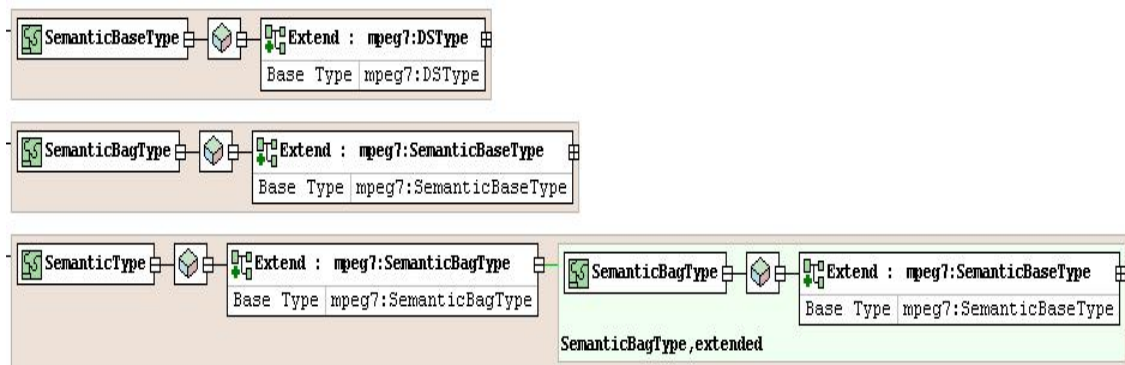 SemanticBaseType Extend : mpeg7:DSType
Base Type mpeg7:DSType
SemanticBagType Extend : mpeg7:SemanticBaseType
Base Type mpeg7:SemanticBaseType
SemanticType Extend : mpeg7:SemanticBagType SemanticBagType Extend : mpeg7:SemanticBaseType
Base Type mpeg7:SemanticBagType Base Type mpeg7:SemanticBaseType
SemanticBagType,extended